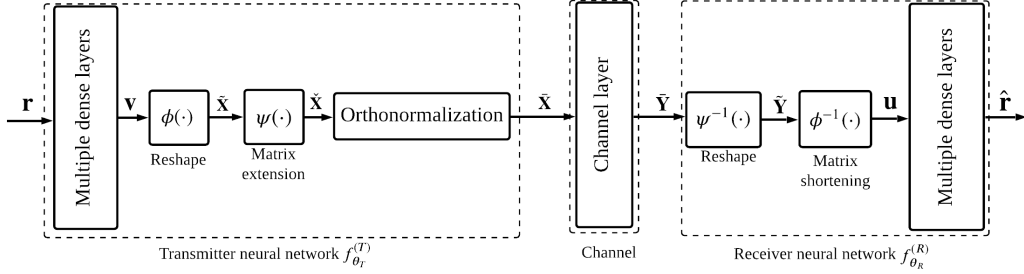 r
Multiple dense layers
v
ϕ(·)
Reshape
X̃
ψ(·)
Matrix
extension
X̌
Orthonormalization
X̄
Channel layer
Ȳ
ψ⁻¹(·)
Reshape
Ỹ
ϕ⁻¹(·)
Matrix
shortening
u
Multiple dense layers
r̂
Transmitter neural network f_{θ_T}^{(T)}
Channel
Receiver neural network f_{θ_R}^{(R)}